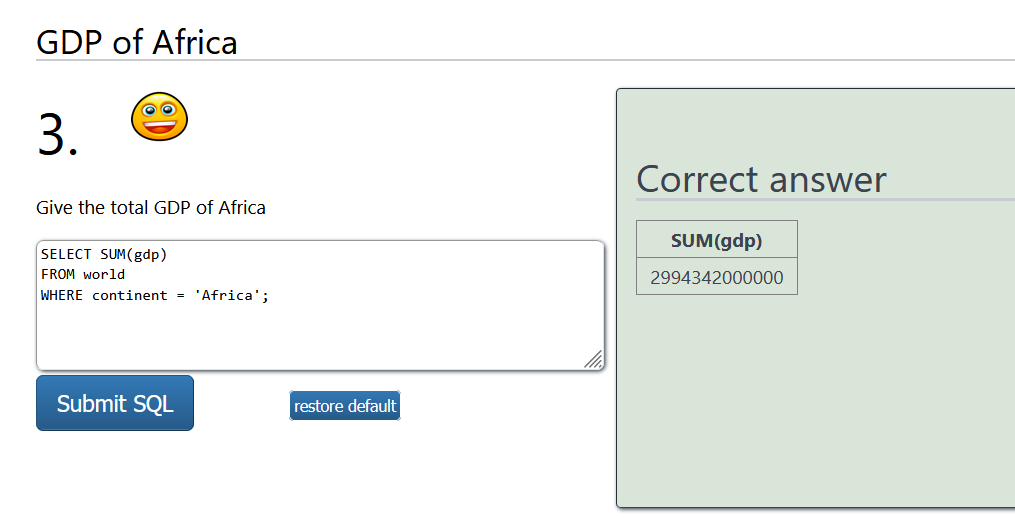 GDP of Africa
3.
Give the total GDP of Africa
SELECT SUM(gdp)
FROM world
WHERE continent = 'Africa';
Submit SQL
restore default
Correct answer
SUM(gdp)
2994342000000